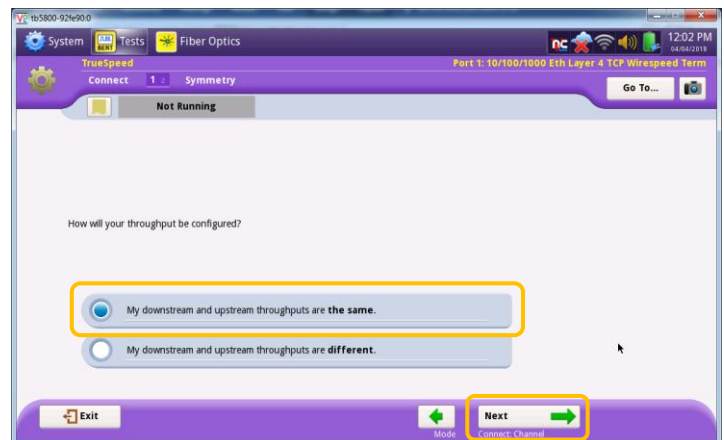 tb5800-92fe90:0
System Tests Fiber Optics 12:02 PM
04/04/2018
TrueSpeed Port 1: 10/100/1000 Eth Layer 4 TCP Wirespeed Term
Connect 1 2 Symmetry
Go To...
Not Running
How will your throughput be configured?
My downstream and upstream throughputs are the same.
My downstream and upstream throughputs are different.
Exit Next
Mode Connect: Channel